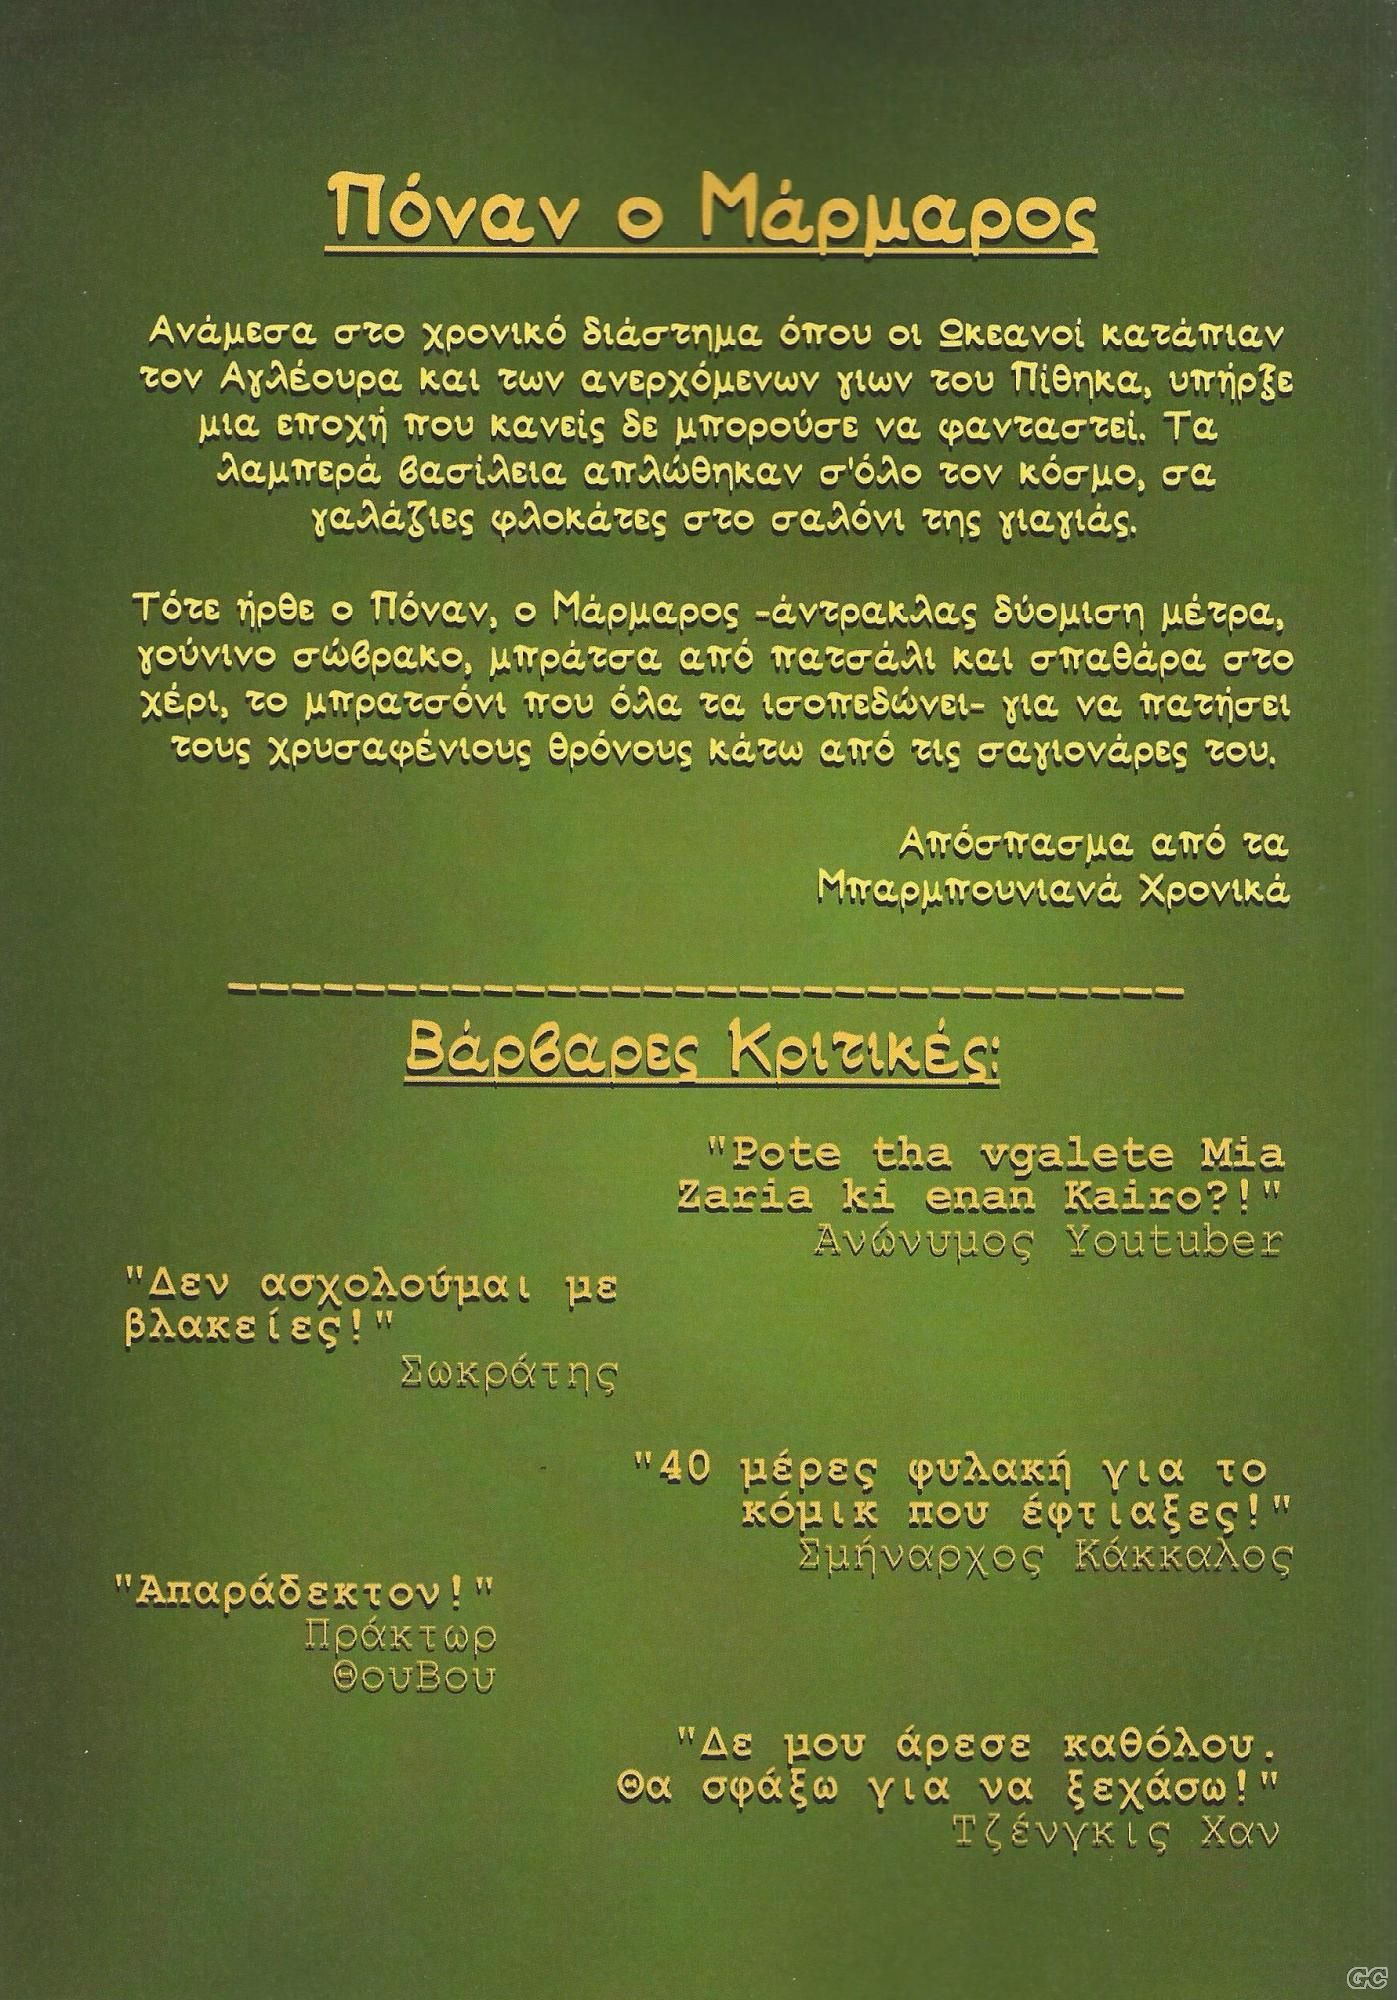 Πόναν ο Μάρμαρος
Ανάμεσα στο χρονικό διάστημα όπου οι Ωκεανοί κατάπιαν
τον Αγλέουρα και των ανερχόμενων γιων του Πίθηκα, υπήρξε
μια εποχή που κανείς δε μπορούσε να φανταστεί. Τα
λαμπερά βασίλεια απλώθηκαν σ'όλο τον κόσμο, σα
γαλάζιες φλοκάτες στο σαλόνι της γιαγιάς.
Τότε ήρθε ο Πόναν, ο Μάρμαρος -άντρακλας δύομιση μέτρα,
γούνινο σώβρακο, μπράτσα από πατσάλι και σπαθάρα στο
χέρι, το μπρατσόνι που όλα τα ισοπεδώνει- για να πατήσει
τους χρυσαφένιους θρόνους κάτω από τις σαγιονάρες του.
Απόσπασμα από τα
Μπαρμπουνιανά Χρονικά
------------------------------
Βάρβαρες Κριτικές:
"Pote tha vgalete Mia
Zaria ki enan Kairo?!"
Ανώνυμος Youtuber
"Δεν ασχολούμαι με
βλακείες!"
Σωκράτης
"40 μέρες φυλακή για το
κόμικ που έφτιαξες!"
Σμήναρχος Κάκκαλος
"Απαράδεκτον!"
Πράκτωρ
ΘουΒου
"Δε μου άρεσε καθόλου.
Θα σφάξω για να ξεχάσω!"
Τζένγκις Χαν
GC